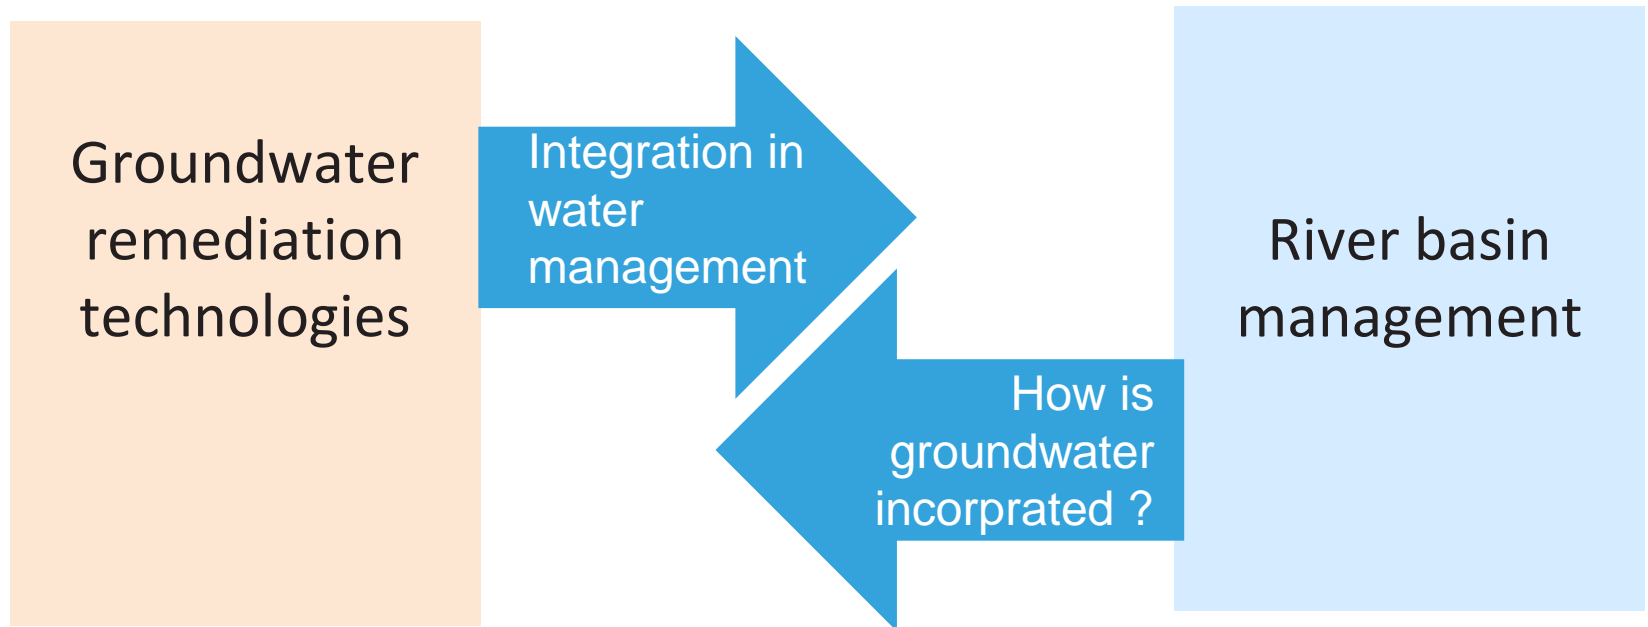 Groundwater
remediation
technologies
Integration in
water
management
How is
groundwater
incorprated ?
River basin
management